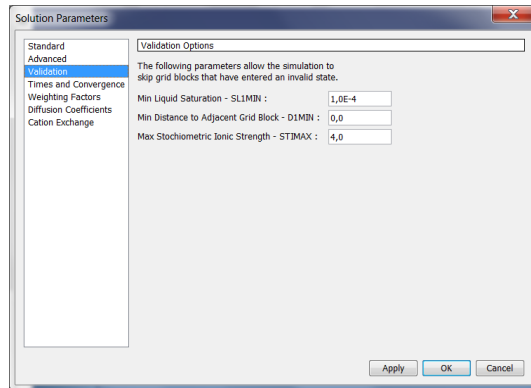 Solution Parameters
Standard
Advanced
Validation
Times and Convergence
Weighting Factors
Diffusion Coefficients
Cation Exchange
Validation Options
The following parameters allow the simulation to
skip grid blocks that have entered an invalid state.
Min Liquid Saturation - SL1MIN : 1,0E-4
Min Distance to Adjacent Grid Block - D1MIN : 0,0
Max Stochiometric Ionic Strength - STIMAX : 4,0
Apply OK Cancel